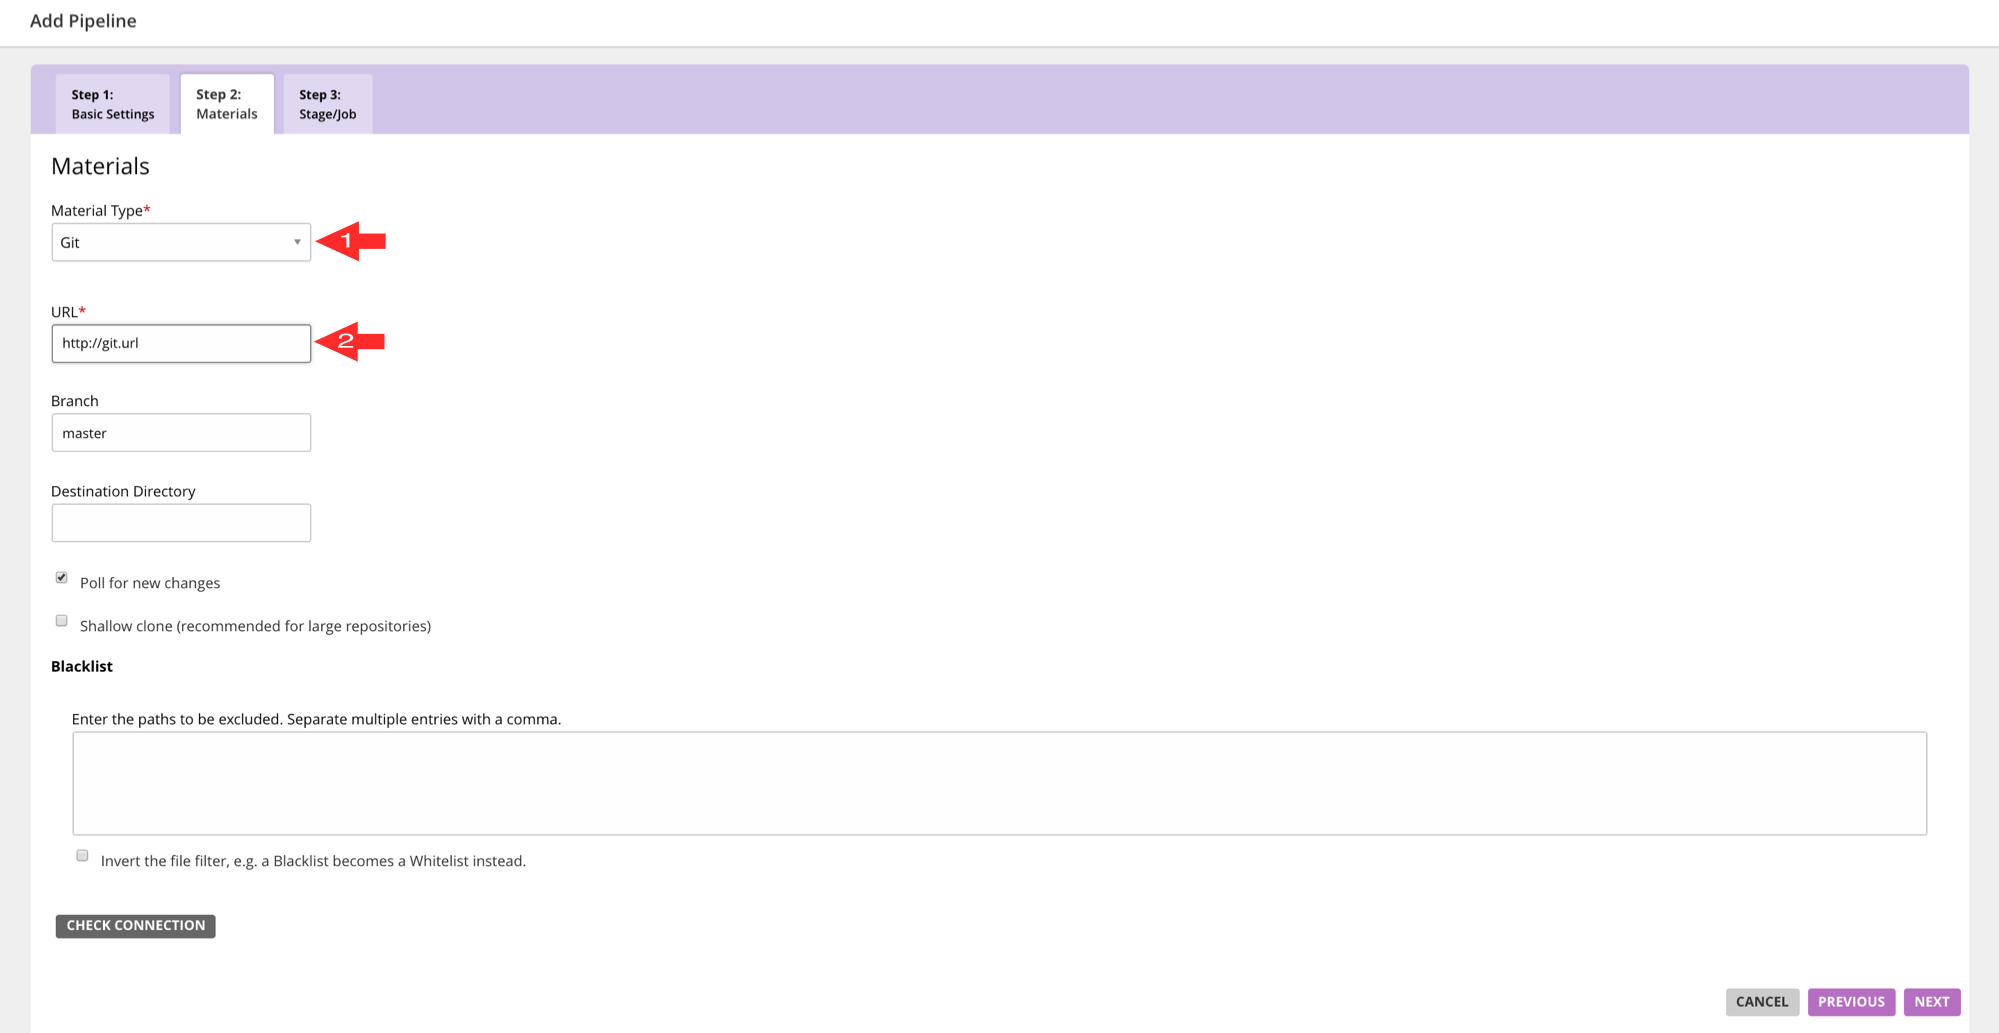 Add Pipeline
Step 1:
Basic Settings
Step 2:
Materials
Step 3:
Stage/Job
Materials
Material Type*
Git
1
URL*
http://git.url
2
Branch
master
Destination Directory
Poll for new changes
Shallow clone (recommended for large repositories)
Blacklist
Enter the paths to be excluded. Separate multiple entries with a comma.
Invert the file filter, e.g. a Blacklist becomes a Whitelist instead.
CHECK CONNECTION
CANCEL
PREVIOUS
NEXT